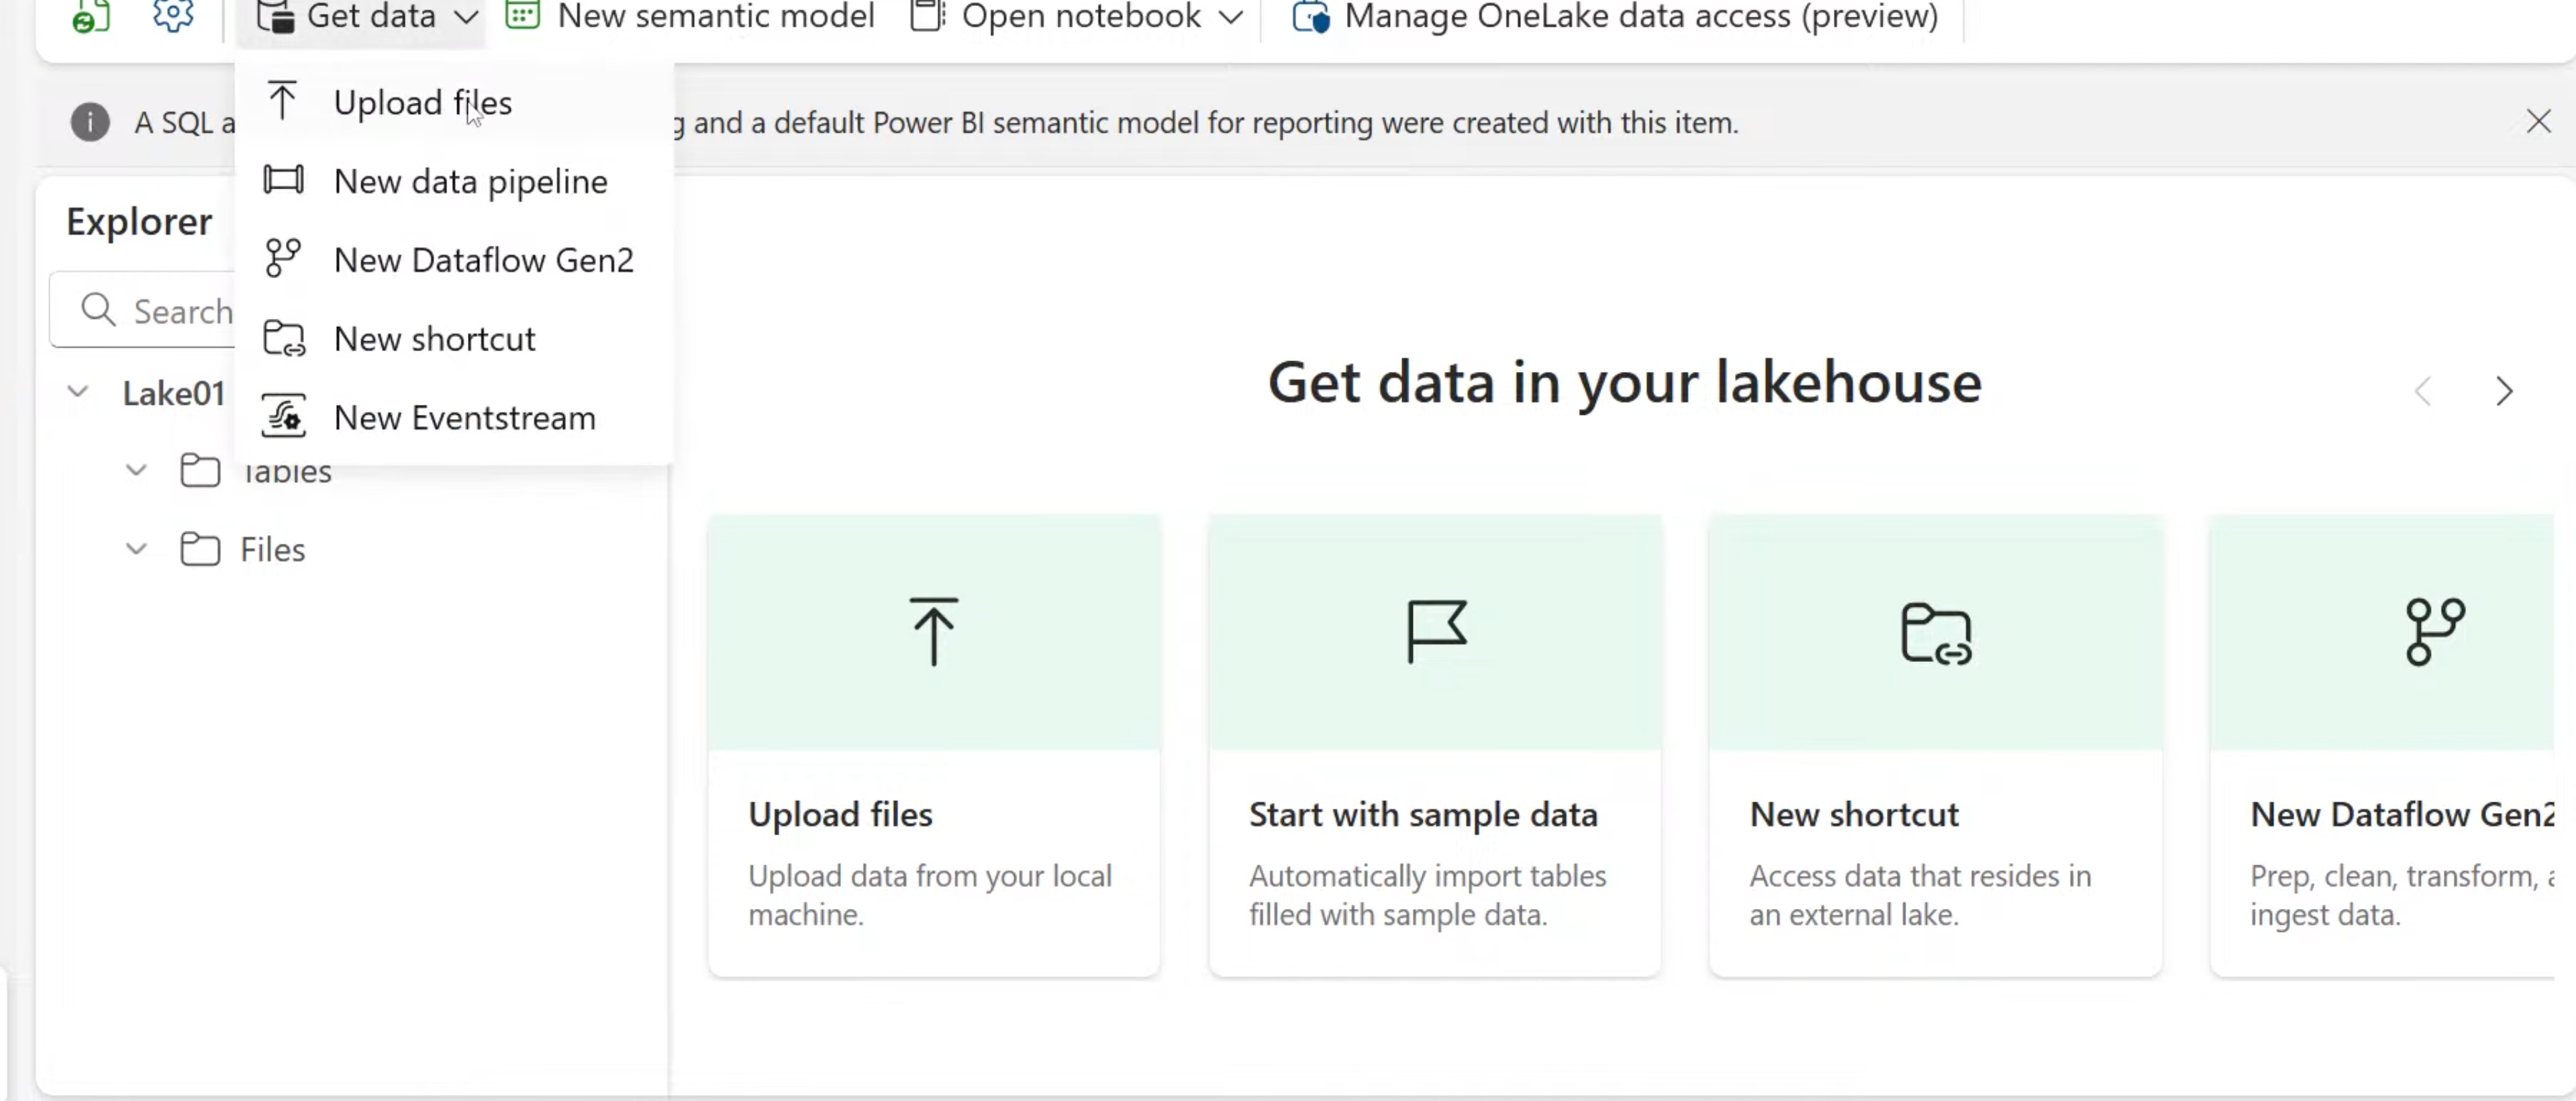 Get data
New semantic model
Open notebook
Manage OneLake data access (preview)
Upload files
New data pipeline
New Dataflow Gen2
New shortcut
New Eventstream
A SQL a
g and a default Power BI semantic model for reporting were created with this item.
Explorer
Search
Lake01
Tables
Files
Get data in your lakehouse
Upload files
Upload data from your local
machine.
Start with sample data
Automatically import tables
filled with sample data.
New shortcut
Access data that resides in
an external lake.
New Dataflow Gen2
Prep, clean, transform, a
ingest data.